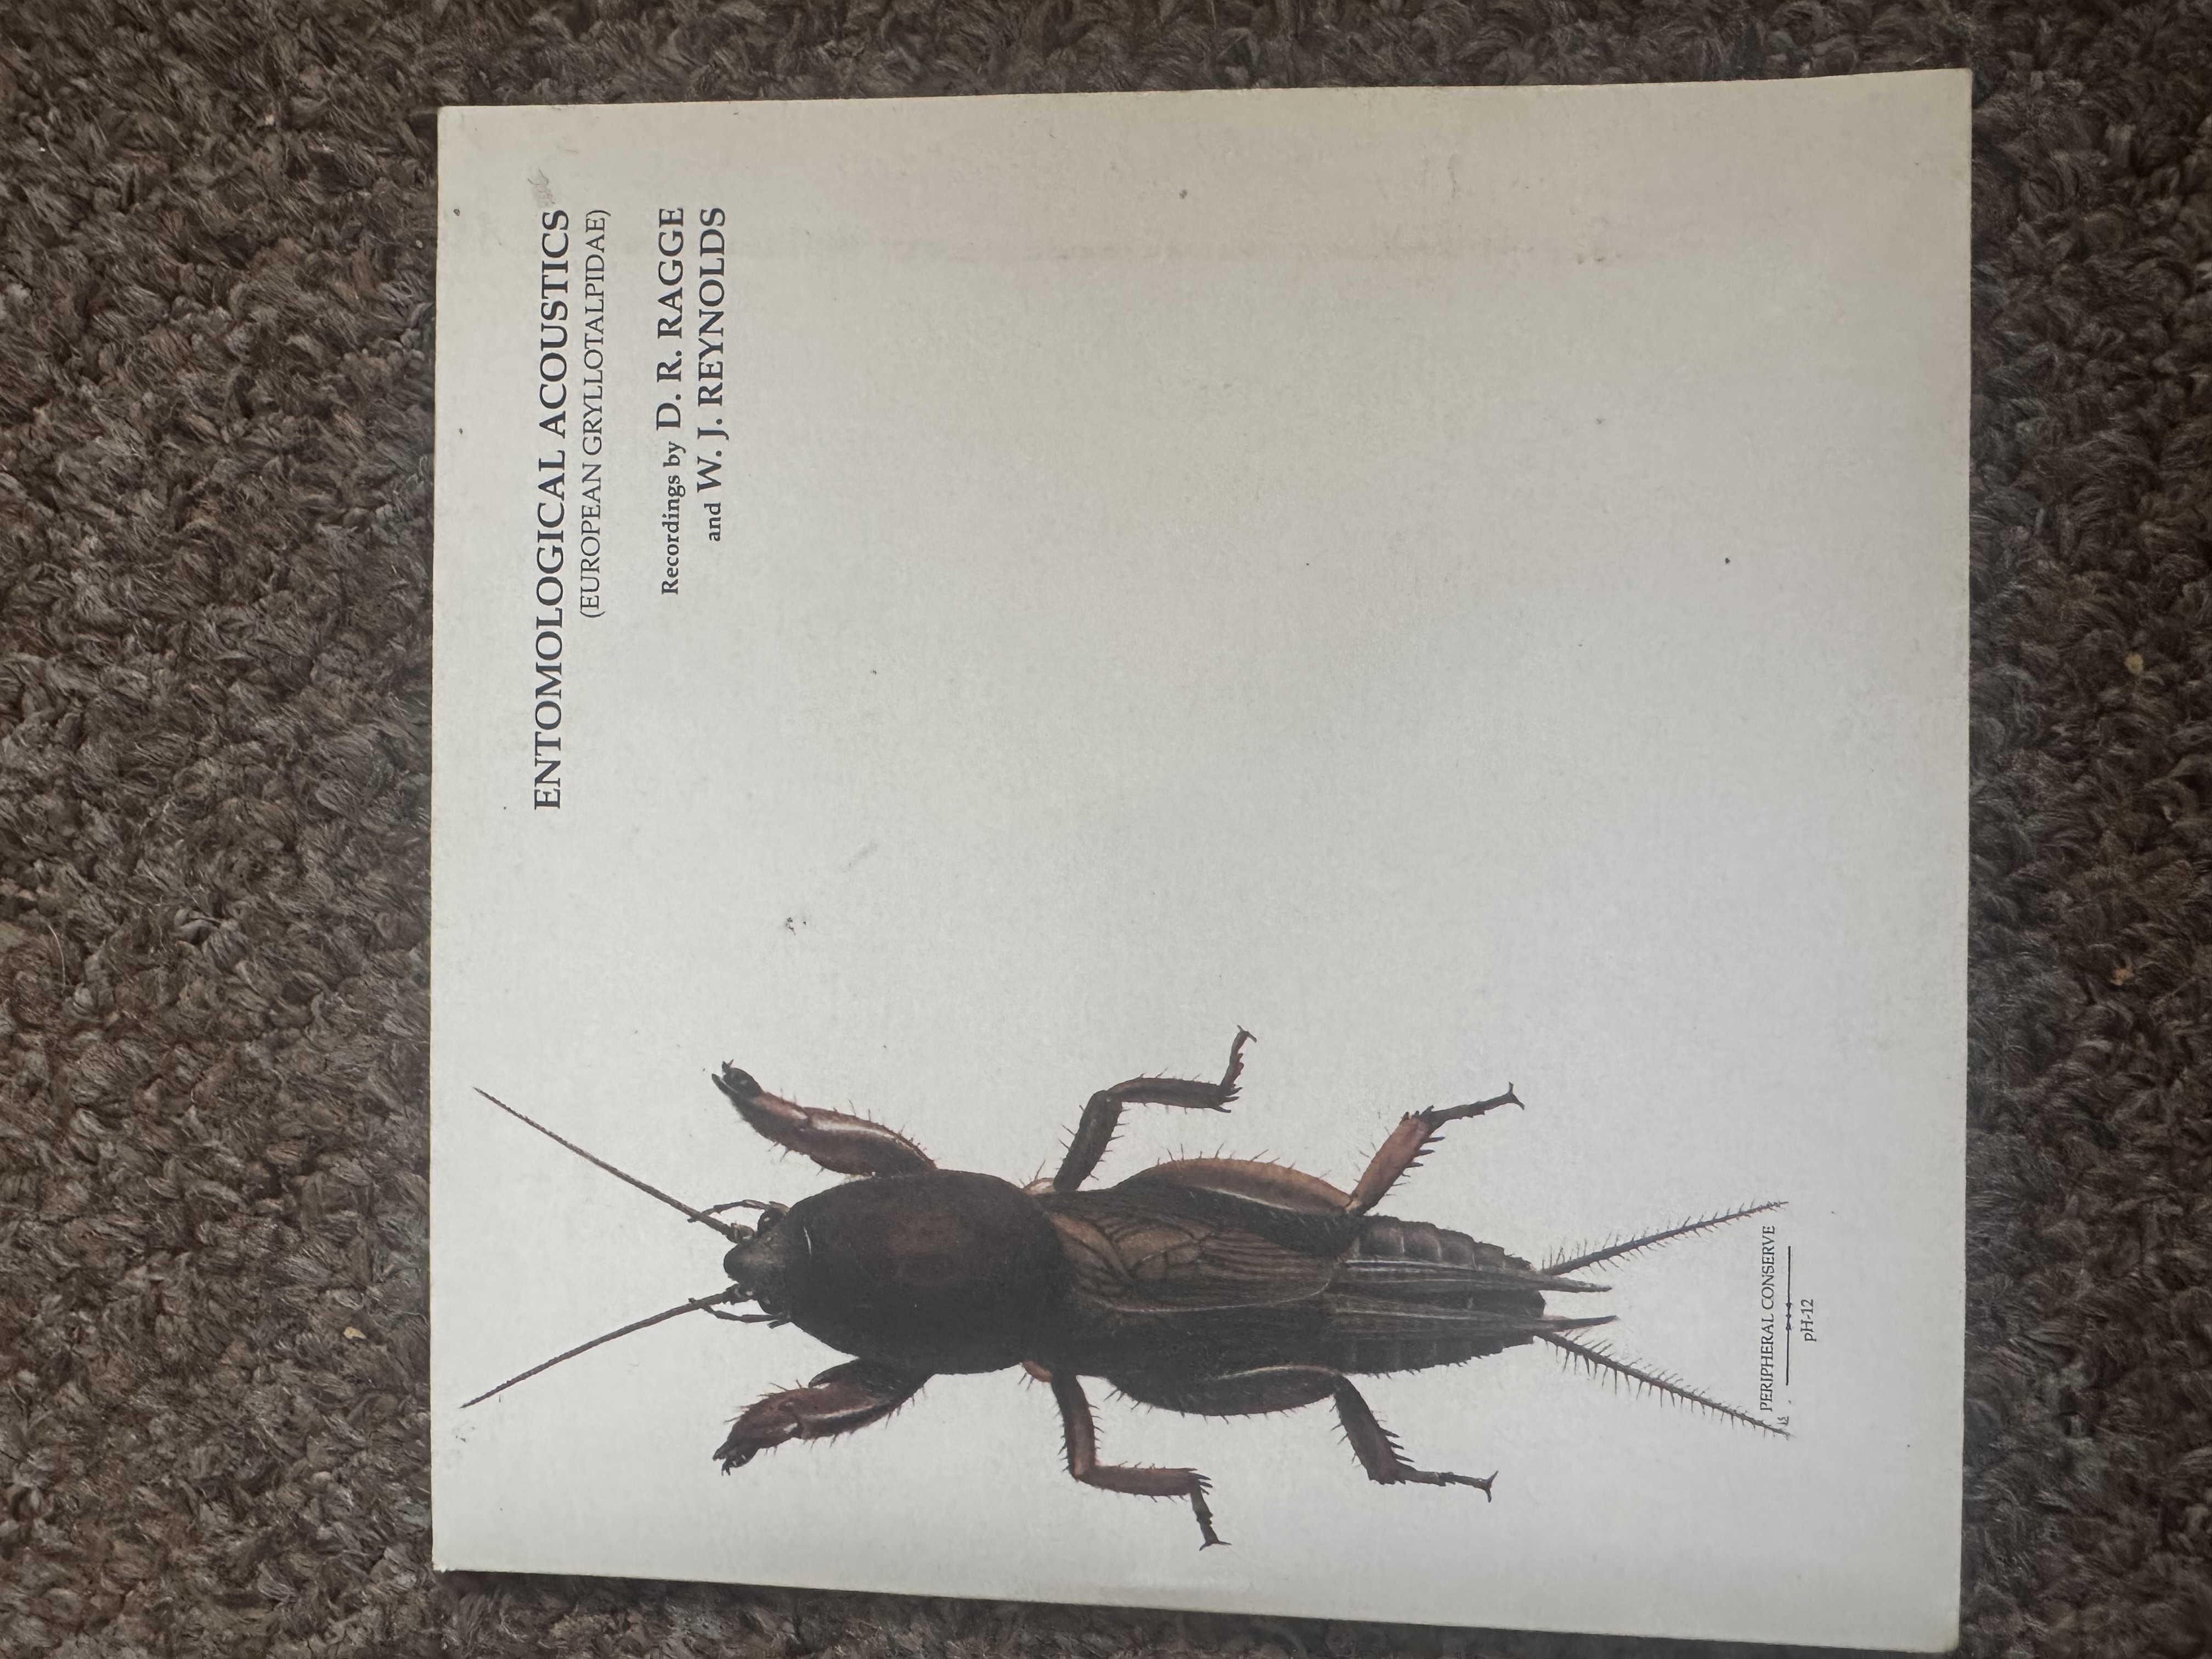 ENTOMOLOGICAL ACOUSTICS
(EUROPEAN GRYLLOTALPIDAE)
Recordings by D. R. RAGGE
and W. J. REYNOLDS
PERIPHERAL CONSERVE
pH-12